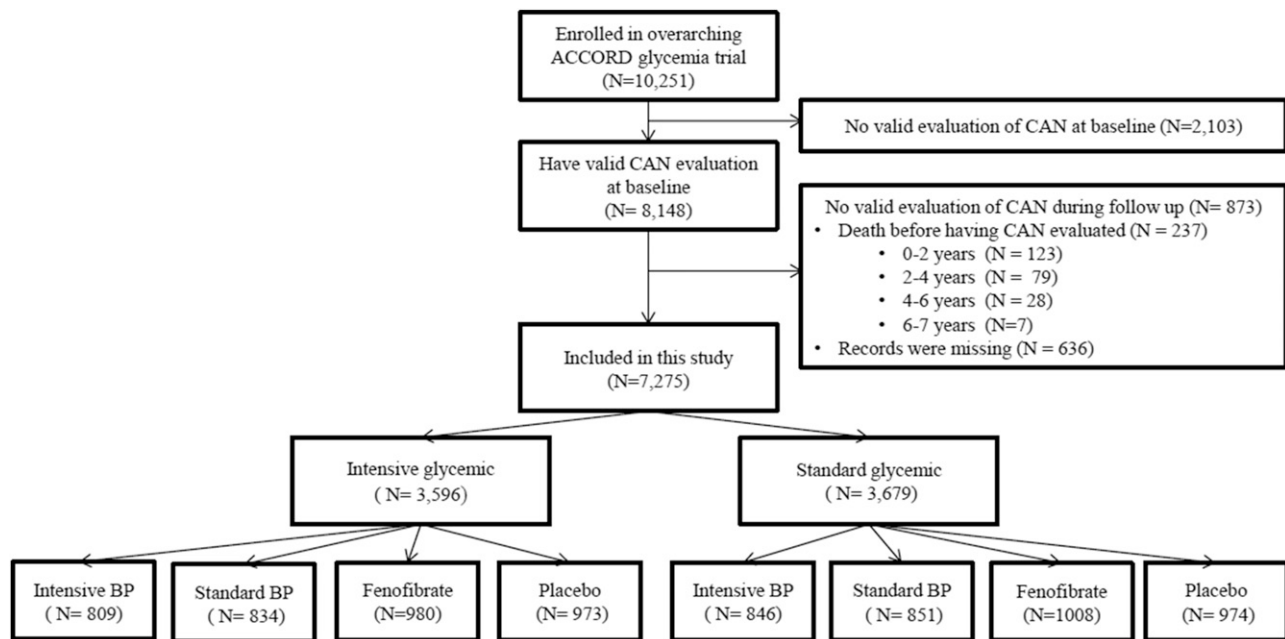 Enrolled in overarching
ACCORD glycemia trial
(N=10,251)
No valid evaluation of CAN at baseline (N=2,103)
Have valid CAN evaluation
at baseline
(N= 8,148)
No valid evaluation of CAN during follow up (N= 873)
• Death before having CAN evaluated (N = 237)
• 0-2 years (N = 123)
• 2-4 years (N = 79)
• 4-6 years (N = 28)
• 6-7 years (N=7)
• Records were missing (N = 636)
Included in this study
(N=7,275)
Intensive glycemic
( N= 3,596)
Standard glycemic
( N= 3,679)
Intensive BP
( N= 809)
Standard BP
( N= 834)
Fenofibrate
(N=980)
Placebo
(N= 973)
Intensive BP
( N= 846)
Standard BP
( N= 851)
Fenofibrate
(N=1008)
Placebo
(N= 974)